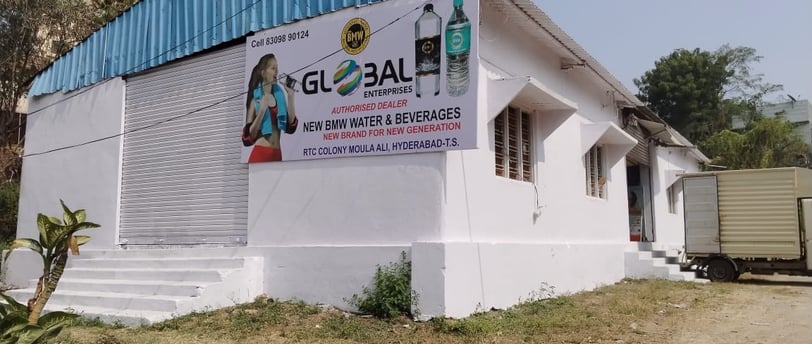 Cell 83098 90124
BMW
GLOBAL
ENTERPRISES
AUTHORISED DEALER
NEW BMW WATER & BEVERAGES
NEW BRAND FOR NEW GENERATION
RTC COLONY MOULA ALI, HYDERABAD-T.S.